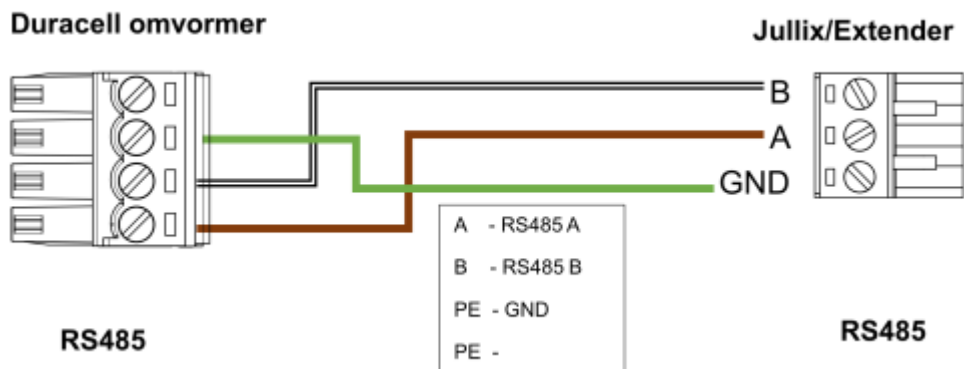 Duracell omvormer
Jullix/Extender
B
A
GND
A - RS485 A
B - RS485 B
PE - GND
PE -
RS485
RS485